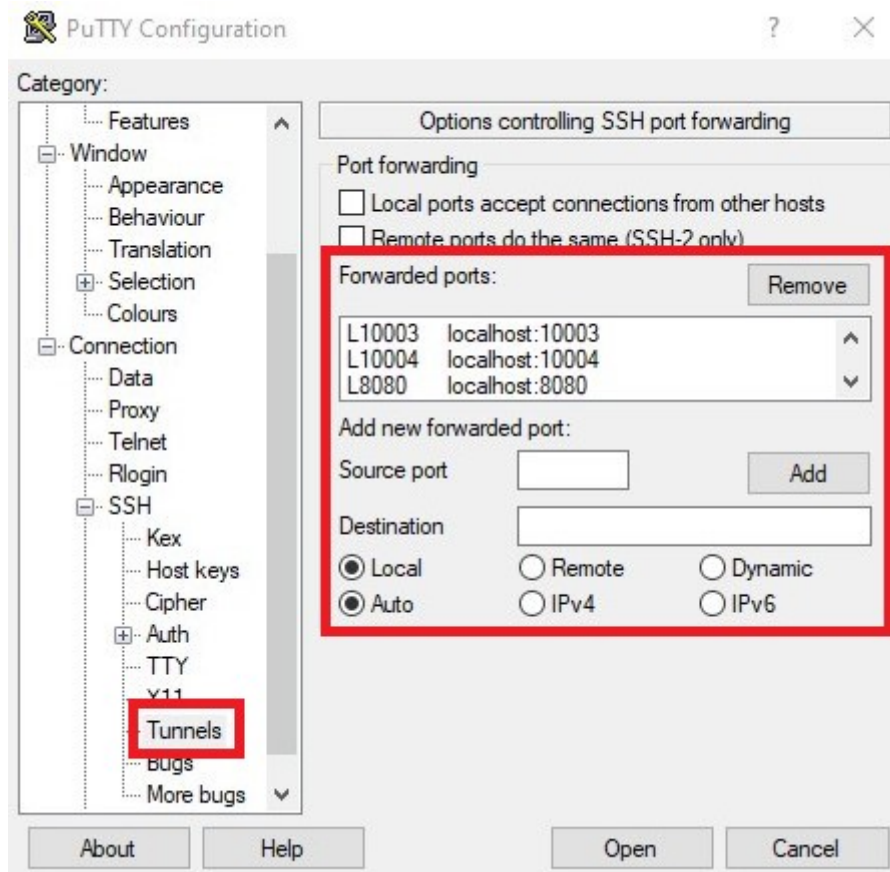 PuTTY Configuration
Category:
Features
Window
Appearance
Behaviour
Translation
Selection
Colours
Connection
Data
Proxy
Telnet
Rlogin
SSH
Kex
Host keys
Cipher
Auth
TTY
X11
Tunnels
Bugs
More bugs
Options controlling SSH port forwarding
Port forwarding
Local ports accept connections from other hosts
Remote ports do the same (SSH-2 only)
Forwarded ports:
Remove
L10003 localhost:10003
L10004 localhost:10004
L8080 localhost:8080
Add new forwarded port:
Source port
Add
Destination
Local Remote Dynamic
Auto IPv4 IPv6
About Help Open Cancel